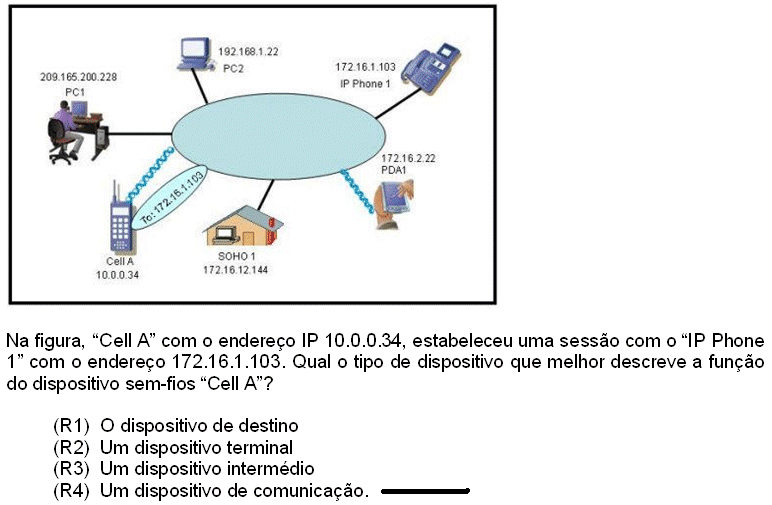 192.168.1.22
PC2
172.16.1.103
IP Phone 1
209.165.200.228
PC1
172.16.2.22
PDA1
To: 172.16.1.103
Cell A
10.0.0.34
SOHO 1
172.16.12.144
Na figura, “Cell A” com o endereço IP 10.0.0.34, estabeleceu uma sessão com o “IP Phone
1” com o endereço 172.16.1.103. Qual o tipo de dispositivo que melhor descreve a função
do dispositivo sem-fios “Cell A”?
(R1) O dispositivo de destino
(R2) Um dispositivo terminal
(R3) Um dispositivo intermédio
(R4) Um dispositivo de comunicação.